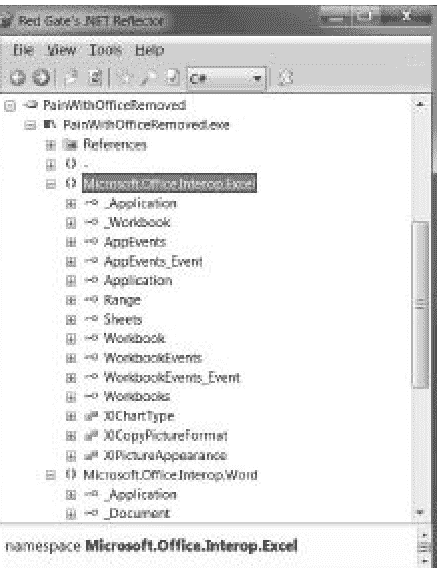 Red Gate's .NET Reflector
File View Tools Help
C#
PainWithOfficeRemoved
PainWithOfficeRemoved.exe
References
{} -
{} Microsoft.Office.Interop.Excel
_Application
_Workbook
AppEvents
AppEvents_Event
Application
Range
Sheets
Workbook
WorkbookEvents
WorkbookEvents_Event
Workbooks
XlChartType
XlCopyPictureFormat
XlPictureAppearance
{} Microsoft.Office.Interop.Word
_Application
_Document
namespace Microsoft.Office.Interop.Excel